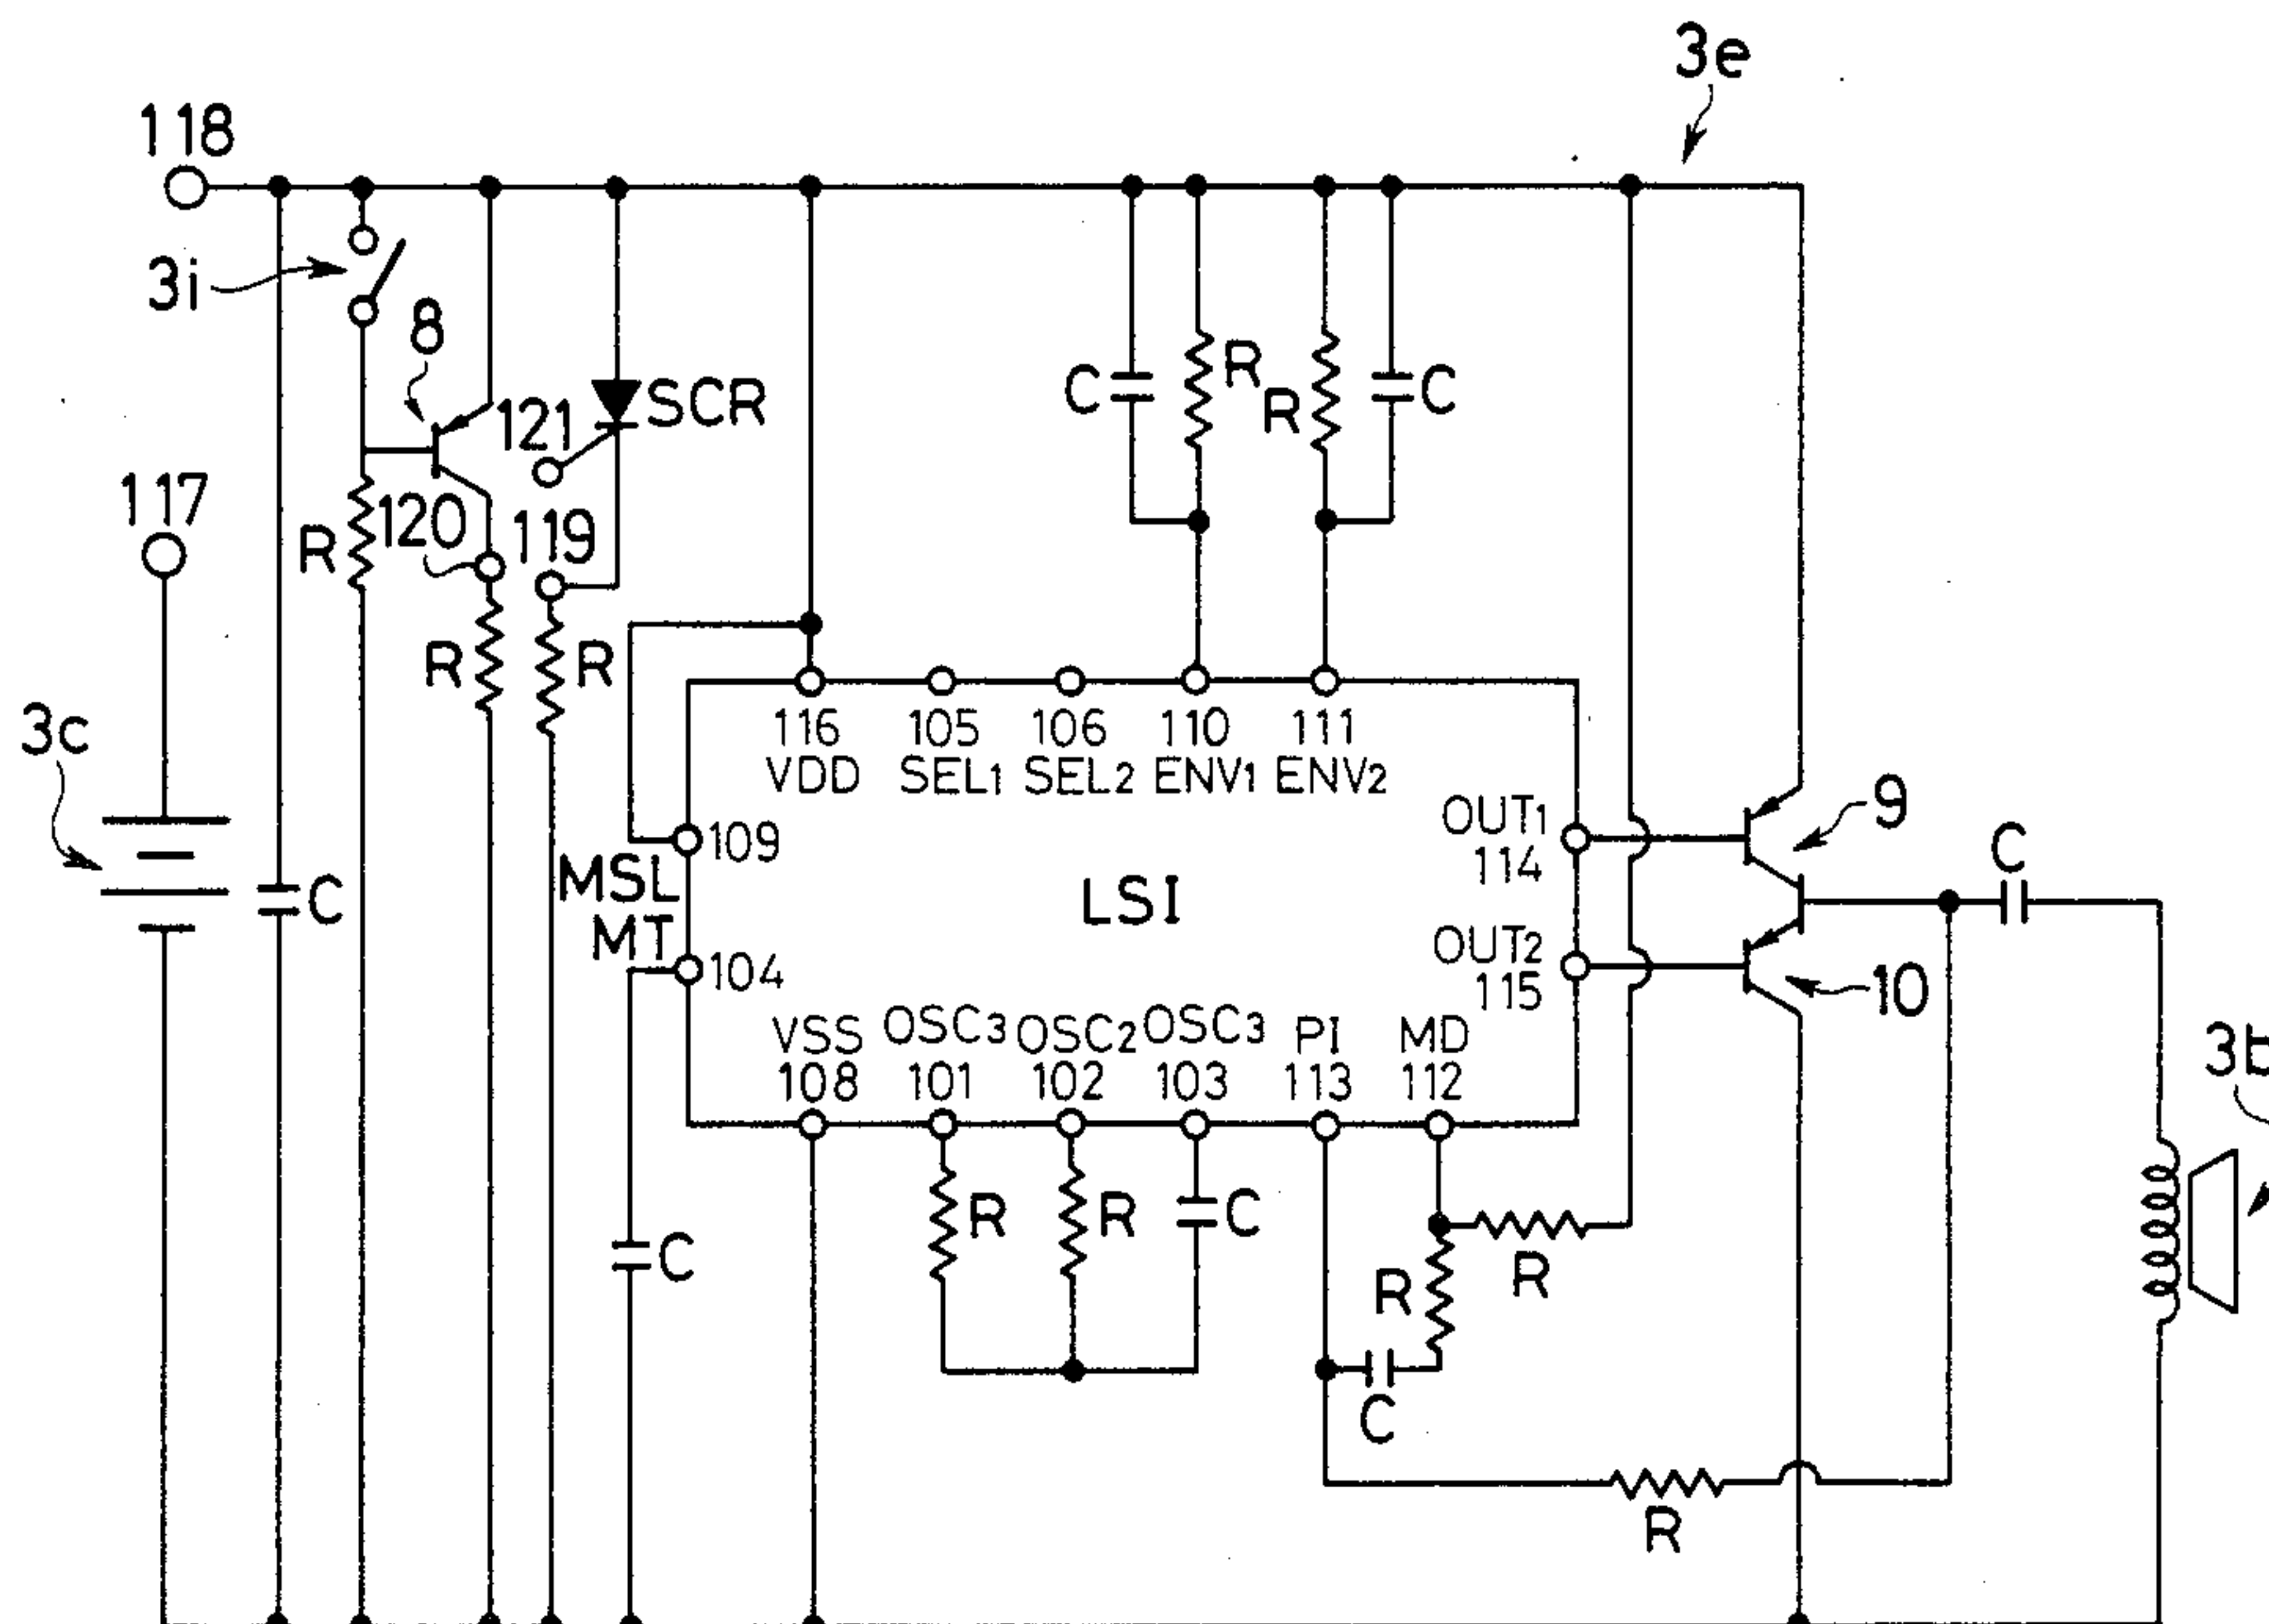 3e
118
3i
8
C
R
R
C
121
SCR
117
R
120
119
R
R
3c
116
105
106
110
111
VDD
SEL1
SEL2
ENV1
ENV2
C
109
MSL
MT
104
LSI
OUT1
114
9
C
OUT2
115
10
VSS
OSC3
OSC2
OSC3
PI
MD
108
101
102
103
113
112
3b
R
R
C
C
R
R
C
R